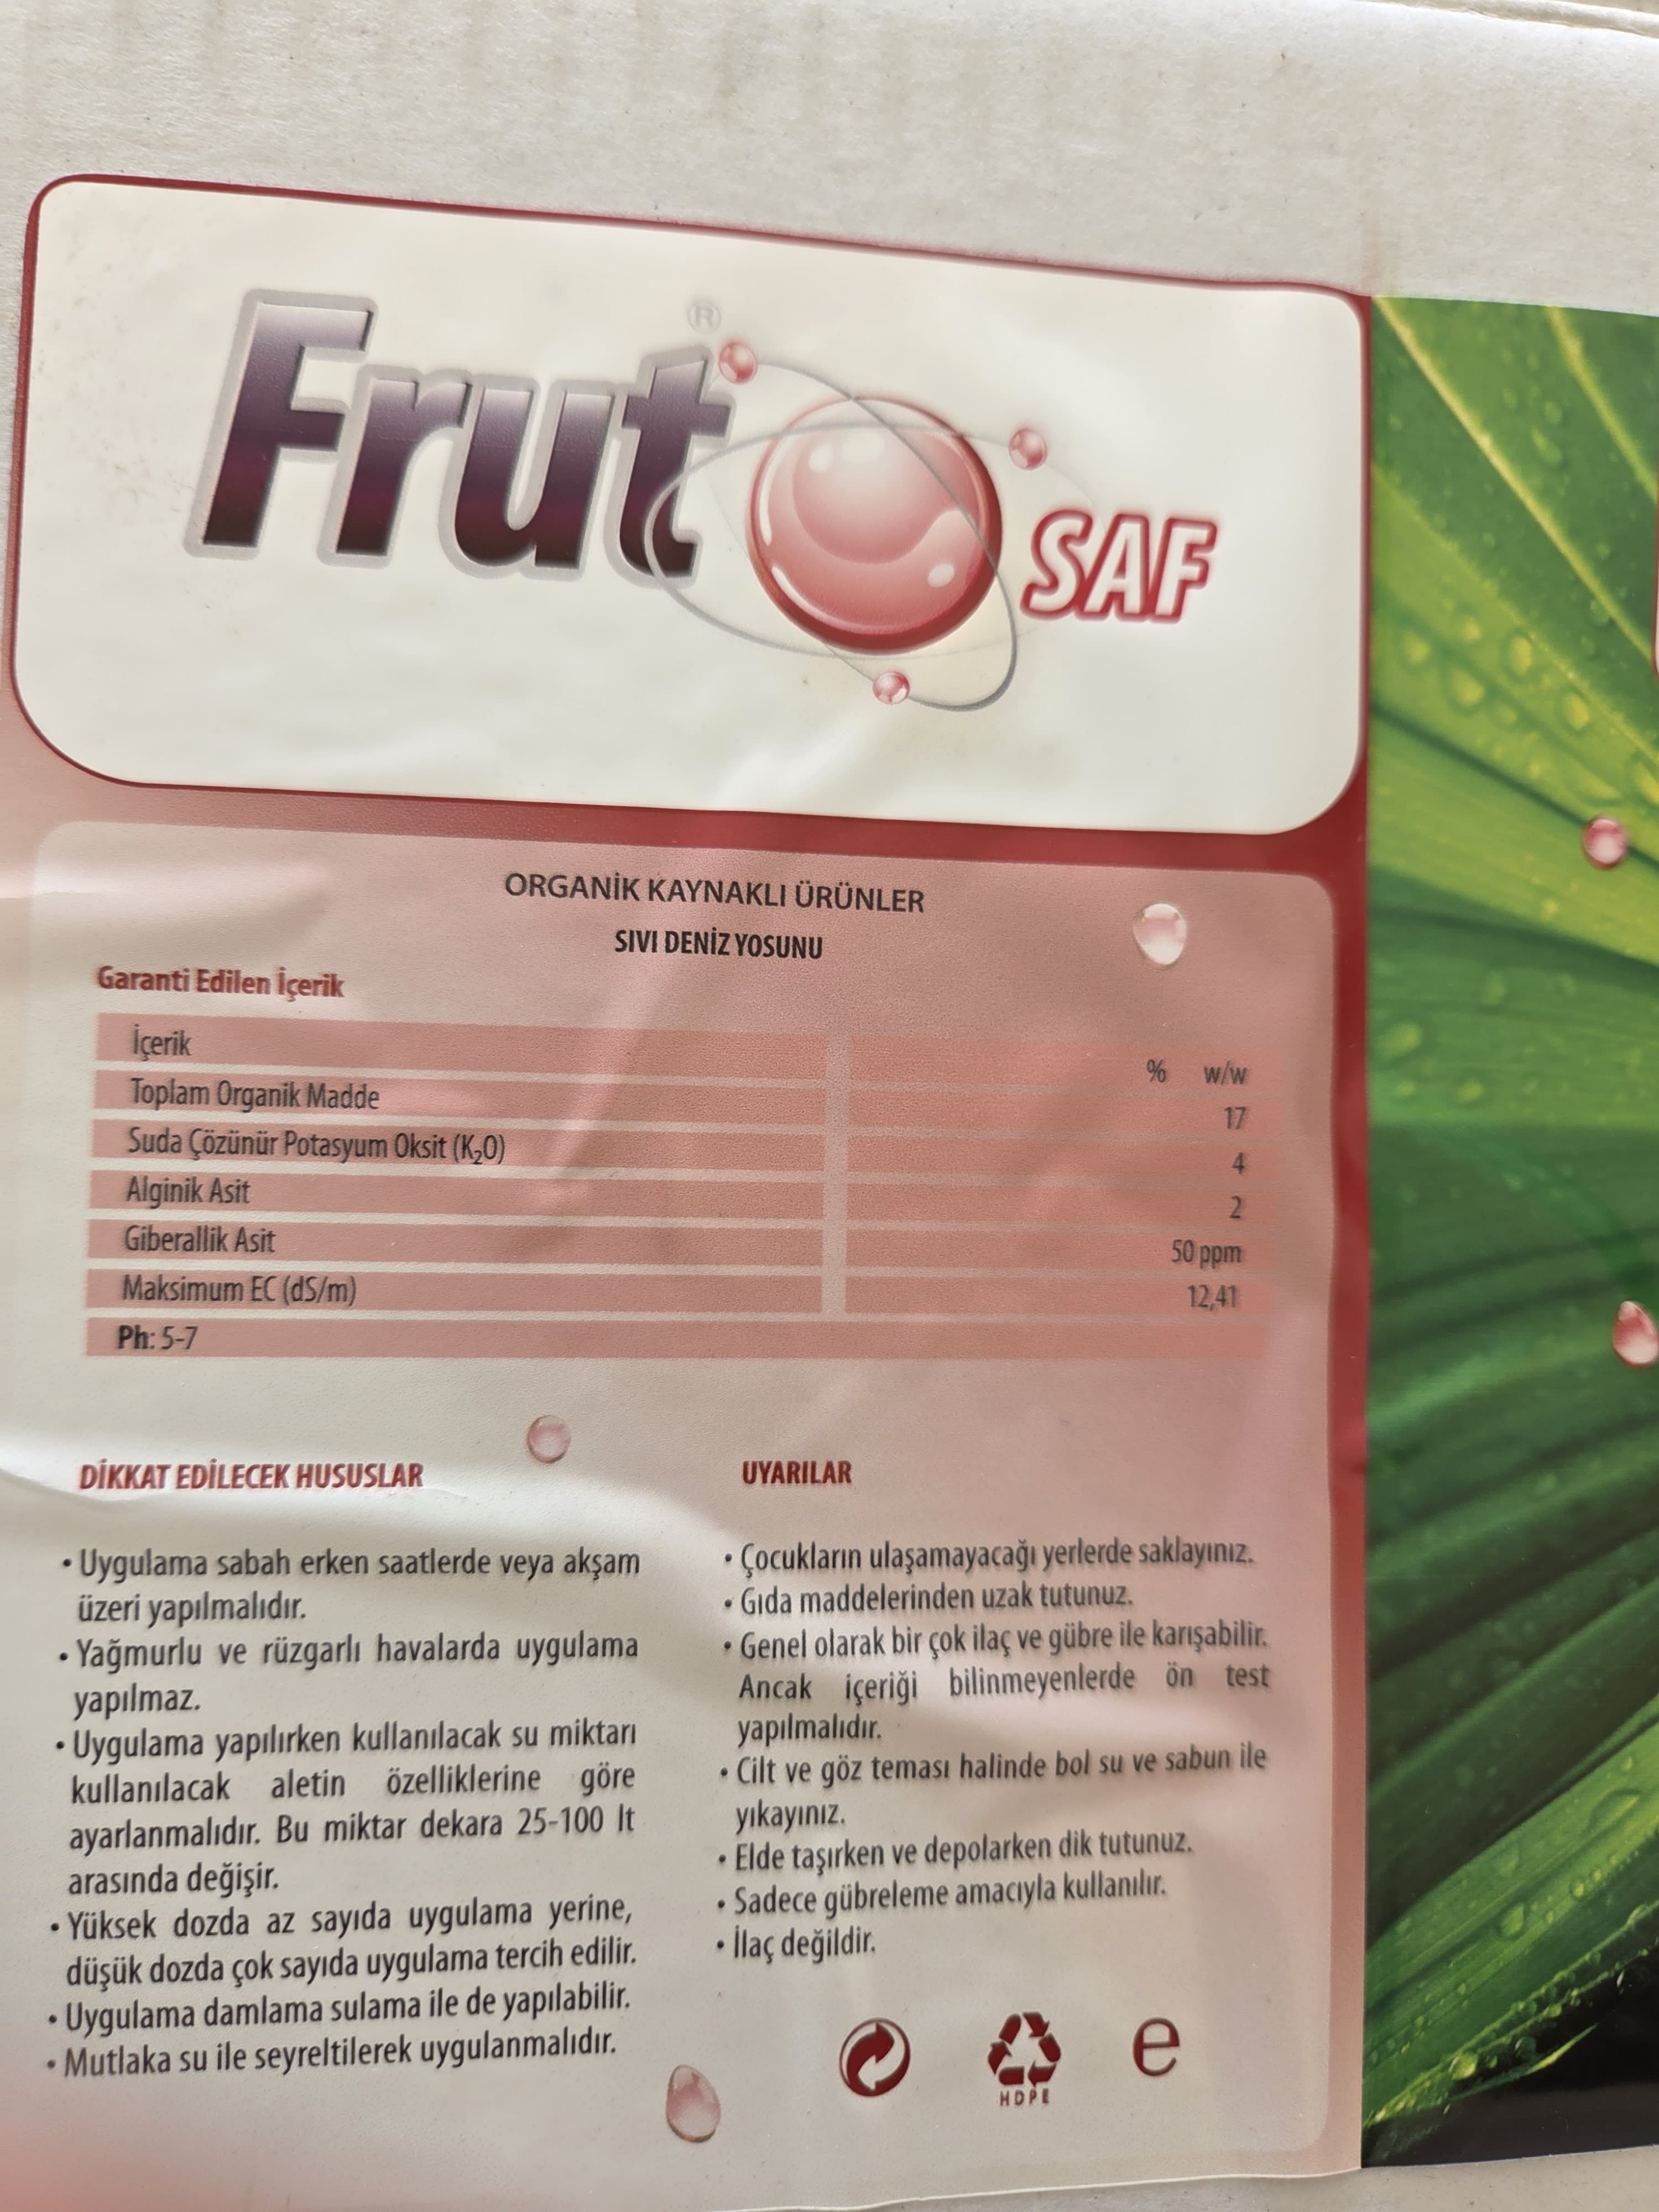 Frut
®
SAF
ORGANİK KAYNAKLI ÜRÜNLER
SIVI DENİZ YOSUNU
Garanti Edilen İçerik
İçerik % w/w
Toplam Organik Madde 17
Suda Çözünür Potasyum Oksit (K₂O) 4
Alginik Asit 2
Giberallik Asit 50 ppm
Maksimum EC (dS/m) 12,41
Ph: 5-7
DİKKAT EDİLECEK HUSUSLAR
• Uygulama sabah erken saatlerde veya akşam
üzeri yapılmalıdır.
• Yağmurlu ve rüzgarlı havalarda uygulama
yapılmaz.
• Uygulama yapılırken kullanılacak su miktarı
kullanılacak aletin özelliklerine göre
ayarlanmalıdır. Bu miktar dekara 25-100 lt
arasında değişir.
• Yüksek dozda az sayıda uygulama yerine,
düşük dozda çok sayıda uygulama tercih edilir.
• Uygulama damlama sulama ile de yapılabilir.
• Mutlaka su ile seyreltilerek uygulanmalıdır.
UYARILAR
• Çocukların ulaşamayacağı yerlerde saklayınız.
• Gıda maddelerinden uzak tutunuz.
• Genel olarak bir çok ilaç ve gübre ile karışabilir.
Ancak içeriği bilinmeyenlerde ön test
yapılmalıdır.
• Cilt ve göz teması halinde bol su ve sabun ile
yıkayınız.
• Elde taşırken ve depolarken dik tutunuz.
• Sadece gübreleme amacıyla kullanılır.
• İlaç değildir.
HDPE
e